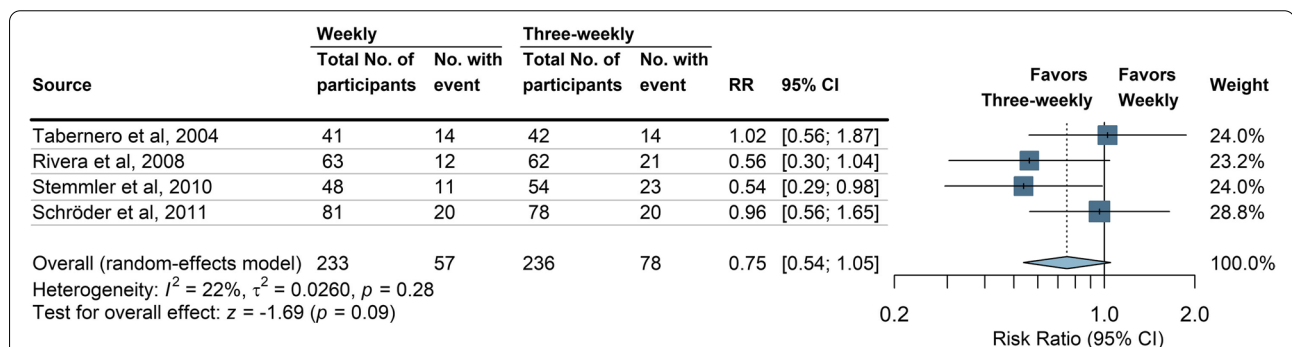 Weekly Three-weekly
Total No. of No. with Total No. of No. with Favors Favors
Source participants event participants event RR 95% CI Three-weekly Weekly Weight
Tabernero et al, 2004 41 14 42 14 1.02 [0.56; 1.87] 24.0%
Rivera et al, 2008 63 12 62 21 0.56 [0.30; 1.04] 23.2%
Stemmler et al, 2010 48 11 54 23 0.54 [0.29; 0.98] 24.0%
Schröder et al, 2011 81 20 78 20 0.96 [0.56; 1.65] 28.8%
Overall (random-effects model) 233 57 236 78 0.75 [0.54; 1.05] 100.0%
Heterogeneity: I² = 22%, τ² = 0.0260, p = 0.28
Test for overall effect: z = -1.69 (p = 0.09)
0.2 1.0 2.0
Risk Ratio (95% CI)